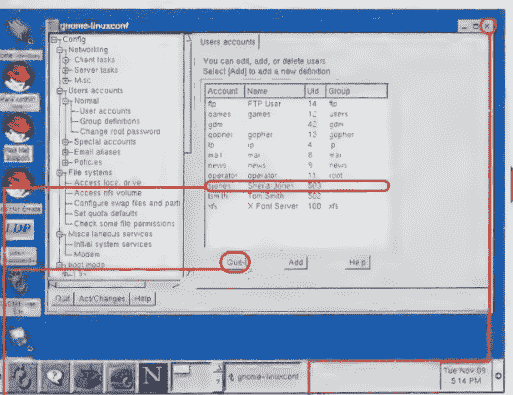 gnome-linuxconf
Config
Networking
Client tasks
Server tasks
Misc
Users accounts
Normal
User accounts
Group definitions
Change root password
Special accounts
Email aliases
Policies
File systems
Access local drive
Access nfs volume
Configure swap files and parti
Set quota defaults
Check some file permissions
Miscellaneous services
Initial system services
Modem
boot mode
Quit Act/Changes Help
Users accounts
You can edit, add, or delete users
Select [Add] to add a new definition
Account Name Uid Group
ftp FTP User 14 ftp
games games 12 users
gdm 42 gdm
gopher gopher 13 gopher
lp lp 4 lp
mail mail 8 mail
news news 9 news
operator operator 11 root
sjones 503
tsmith Tom Smith 502
xfs X Font Server 100 xfs
Quit Add Help
LDP
N
gnome-linuxconf
Tue Nov 09
5:14 PM